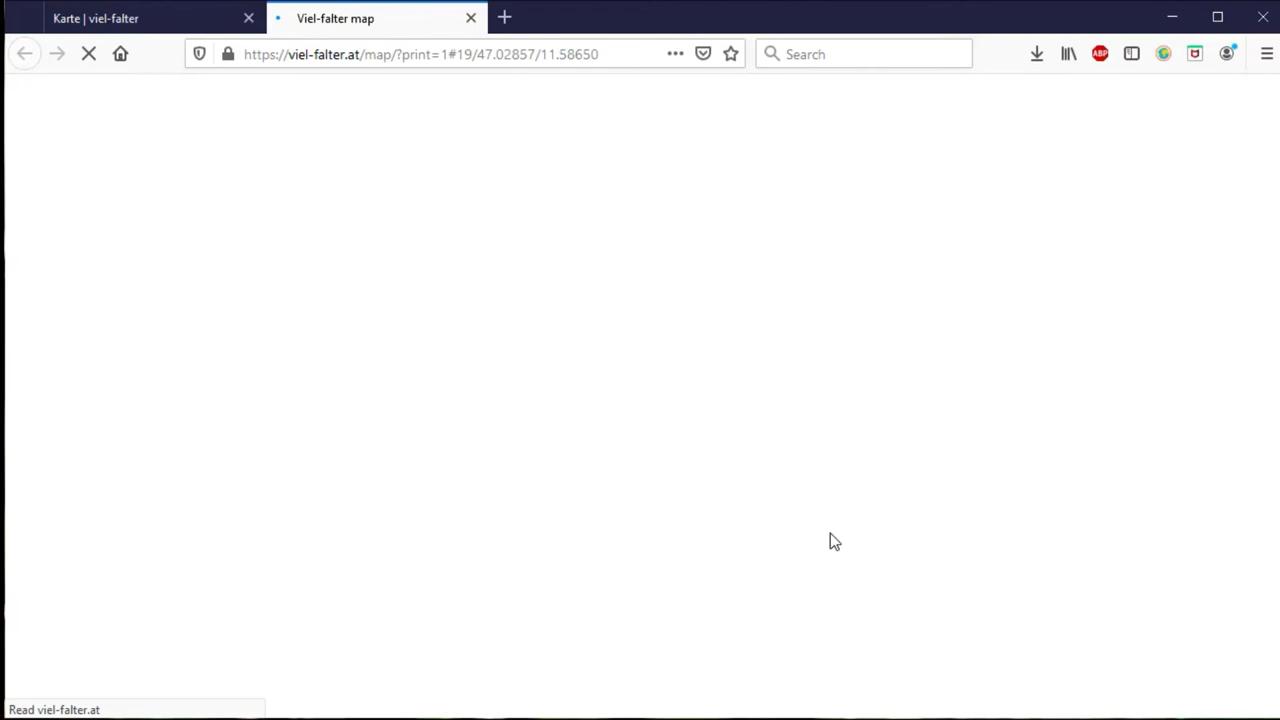 Karte | viel-falter
Viel-falter map
https://viel-falter.at/map/?print=1#19/47.02857/11.58650
Search
ABP
Read viel-falter.at